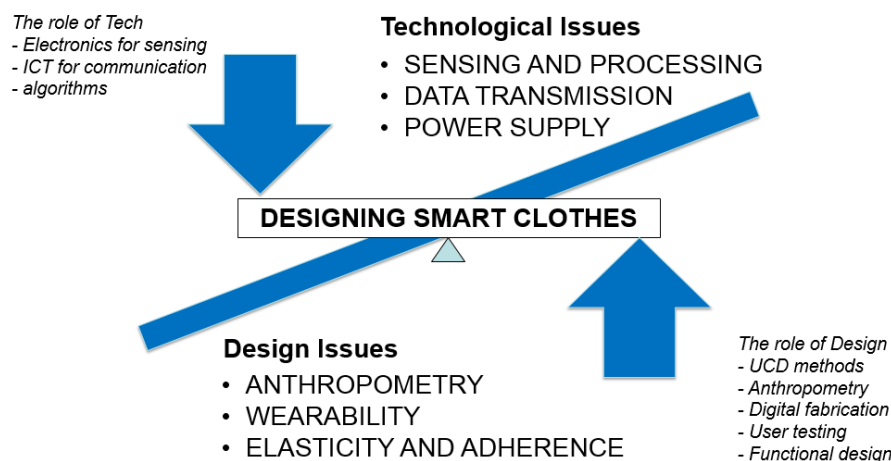 The role of Tech
- Electronics for sensing
- ICT for communication
- algorithms
Technological Issues
• SENSING AND PROCESSING
• DATA TRANSMISSION
• POWER SUPPLY
DESIGNING SMART CLOTHES
Design Issues
• ANTHROPOMETRY
• WEARABILITY
• ELASTICITY AND ADHERENCE
The role of Design
- UCD methods
- Anthropometry
- Digital fabrication
- User testing
- Functional design